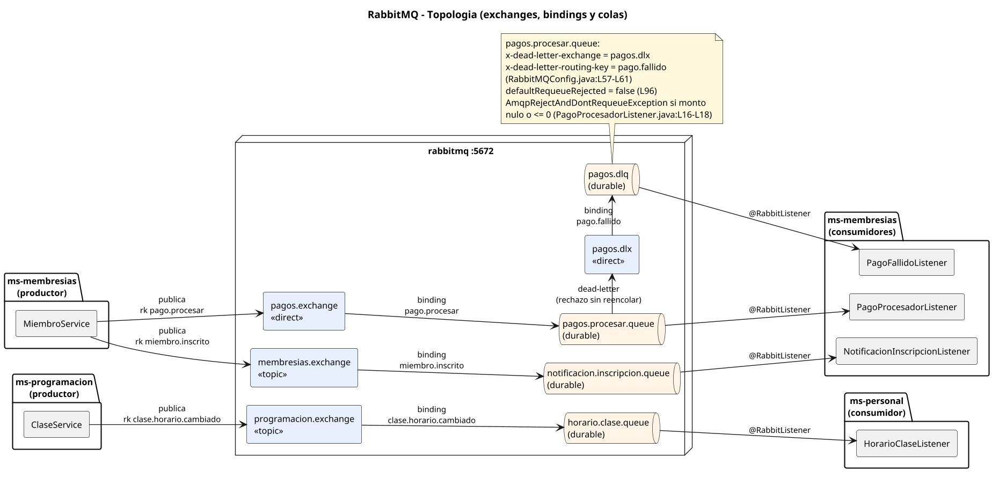 RabbitMQ - Topologia (exchanges, bindings y colas)
pagos.procesar.queue:
x-dead-letter-exchange = pagos.dlx
x-dead-letter-routing-key = pago.fallido
(RabbitMQConfig.java:L57-L61)
defaultRequeueRejected = false (L96)
AmqpRejectAndDontRequeueException si monto
nulo o <= 0 (PagoProcesadorListener.java:L16-L18)
rabbitmq :5672
pagos.dlq
(durable)
binding
pago.fallido
pagos.dlx
«direct»
dead-letter
(rechazo sin reencolar)
ms-membresias
(productor)
MiembroService
publica
rk pago.procesar
publica
rk miembro.inscrito
pagos.exchange
«direct»
binding
pago.procesar
pagos.procesar.queue
(durable)
membresias.exchange
«topic»
binding
miembro.inscrito
notificacion.inscripcion.queue
(durable)
ms-programacion
(productor)
ClaseService
publica
rk clase.horario.cambiado
programacion.exchange
«topic»
binding
clase.horario.cambiado
horario.clase.queue
(durable)
@RabbitListener
@RabbitListener
@RabbitListener
@RabbitListener
ms-membresias
(consumidores)
PagoFallidoListener
PagoProcesadorListener
NotificacionInscripcionListener
ms-personal
(consumidor)
HorarioClaseListener